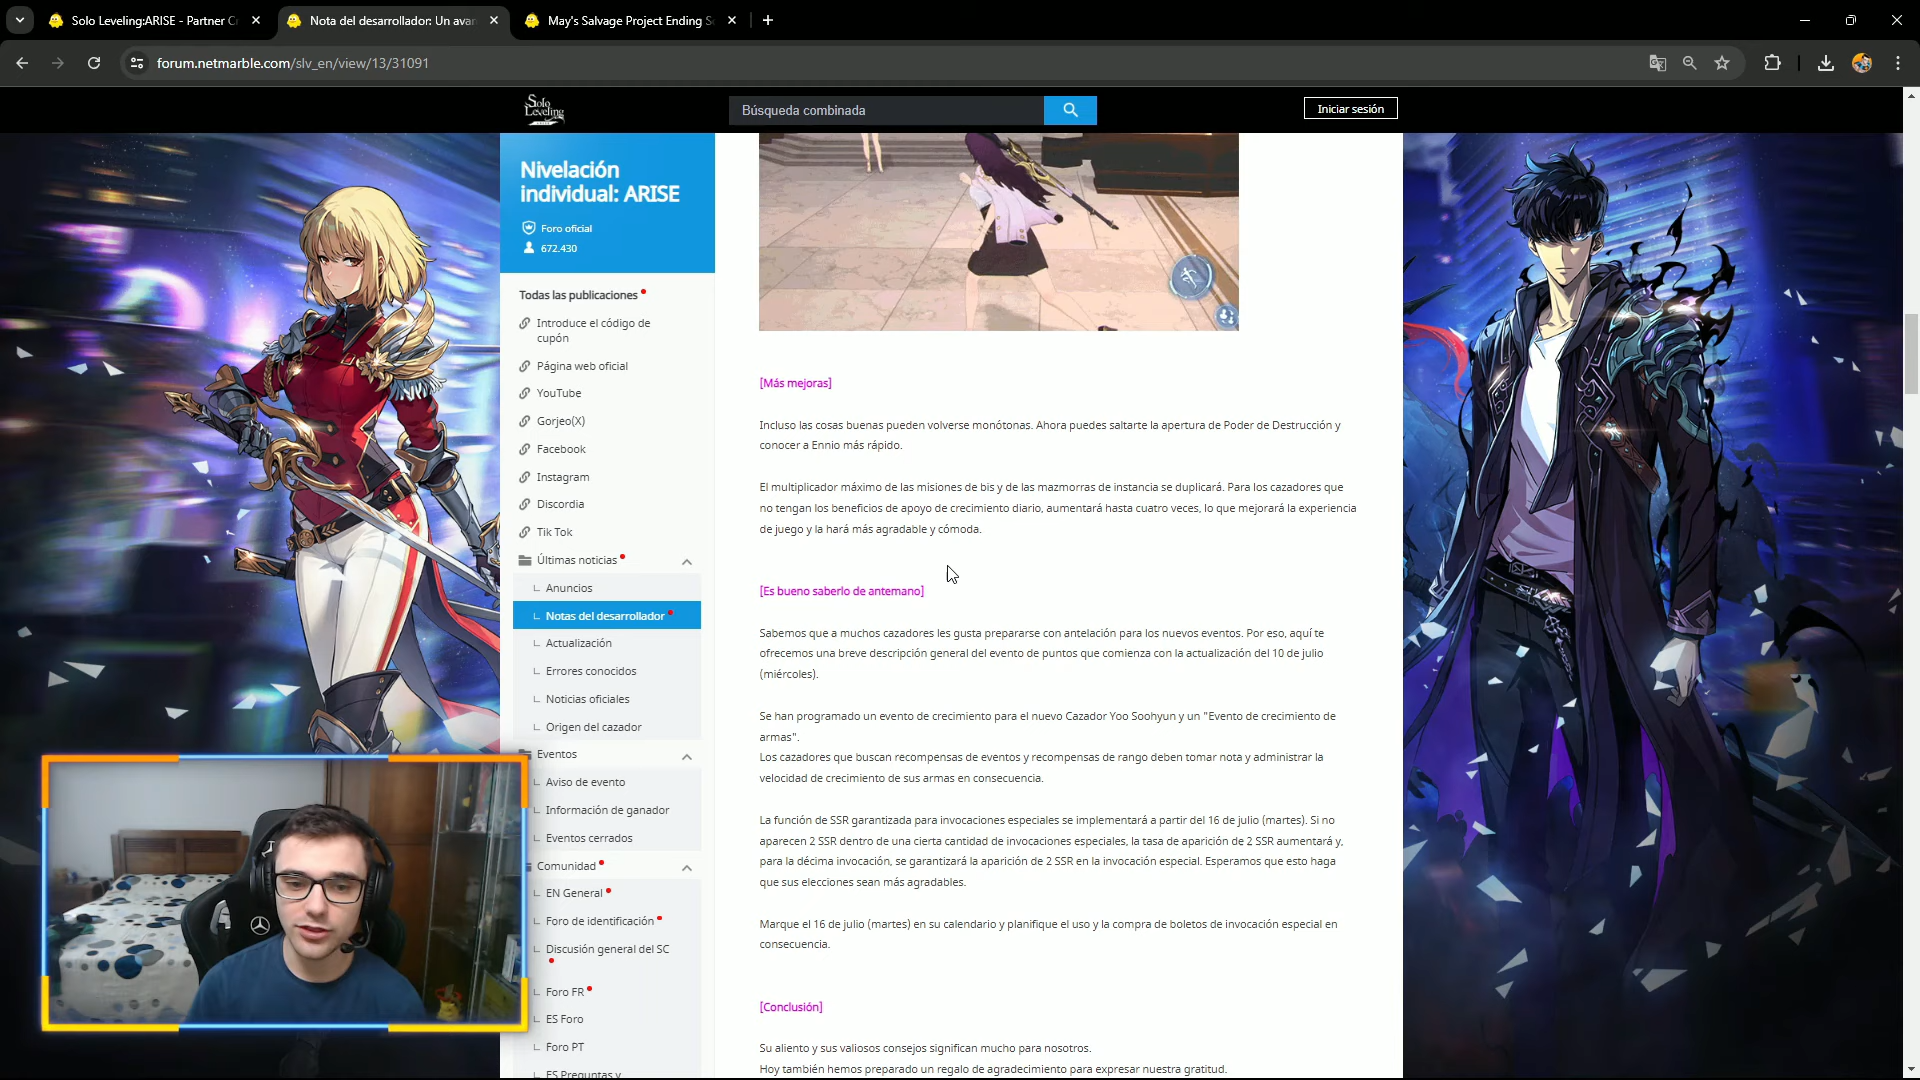 Solo Leveling:ARISE - Partner C
Nota del desarrollador: Un avan
May's Salvage Project Ending S
forum.netmarble.com/slv_en/view/13/31091
Solo Leveling
Búsqueda combinada
Iniciar sesión
Nivelación
individual: ARISE
Foro oficial
672.430
Todas las publicaciones
Introduce el código de
cupón
Página web oficial
YouTube
Gorjeo(X)
Facebook
Instagram
Discordia
Tik Tok
Últimas noticias
Anuncios
Notas del desarrollador
Actualización
Errores conocidos
Noticias oficiales
Origen del cazador
Eventos
Aviso de evento
Información de ganador
Eventos cerrados
Comunidad
EN General
Foro de identificación
Discusión general del SC
Foro FR
ES Foro
Foro PT
ES Preguntas y
[Más mejoras]
Incluso las cosas buenas pueden volverse monótonas. Ahora puedes saltarte la apertura de Poder de Destrucción y
conocer a Ennio más rápido.
El multiplicador máximo de las misiones de bis y de las mazmorras de instancia se duplicará. Para los cazadores que
no tengan los beneficios de apoyo de crecimiento diario, aumentará hasta cuatro veces, lo que mejorará la experiencia
de juego y la hará más agradable y cómoda.
[Es bueno saberlo de antemano]
Sabemos que a muchos cazadores les gusta prepararse con antelación para los nuevos eventos. Por eso, aquí te
ofrecemos una breve descripción general del evento de puntos que comienza con la actualización del 10 de julio
(miércoles).
Se han programado un evento de crecimiento para el nuevo Cazador Yoo Soohyun y un "Evento de crecimiento de
armas".
Los cazadores que buscan recompensas de eventos y recompensas de rango deben tomar nota y administrar la
velocidad de crecimiento de sus armas en consecuencia.
La función de SSR garantizada para invocaciones especiales se implementará a partir del 16 de julio (martes). Si no
aparecen 2 SSR dentro de una cierta cantidad de invocaciones especiales, la tasa de aparición de 2 SSR aumentará y,
para la décima invocación, se garantizará la aparición de 2 SSR en la invocación especial. Esperamos que esto haga
que sus elecciones sean más agradables.
Marque el 16 de julio (martes) en su calendario y planifique el uso y la compra de boletos de invocación especial en
consecuencia.
[Conclusión]
Su aliento y sus valiosos consejos significan mucho para nosotros.
Hoy también hemos preparado un regalo de agradecimiento para expresar nuestra gratitud.